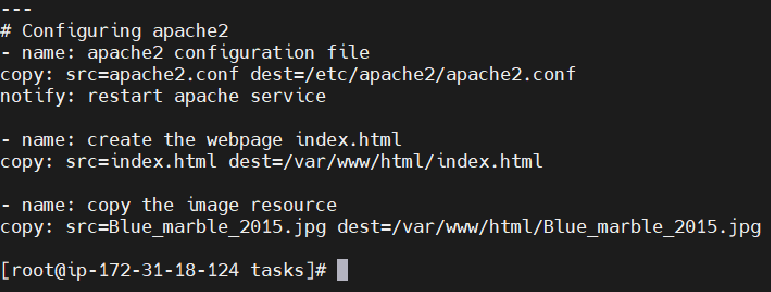 ---
# Configuring apache2
- name: apache2 configuration file
copy: src=apache2.conf dest=/etc/apache2/apache2.conf
notify: restart apache service
- name: create the webpage index.html
copy: src=index.html dest=/var/www/html/index.html
- name: copy the image resource
copy: src=Blue_marble_2015.jpg dest=/var/www/html/Blue_marble_2015.jpg
[root@ip-172-31-18-124 tasks]#